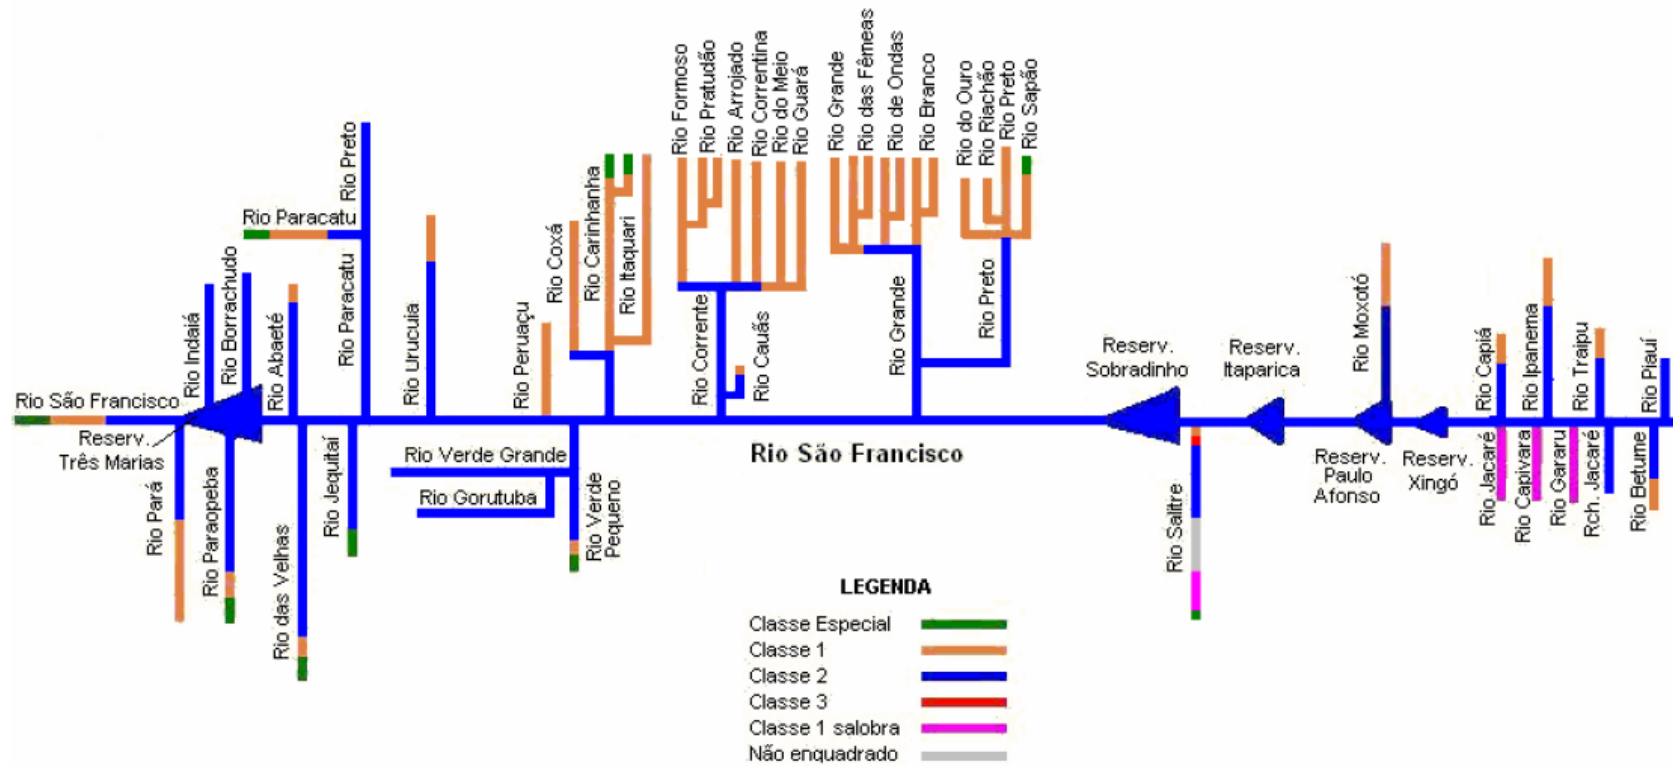 Rio Formoso
Rio Pratudão
Rio Arrojado
Rio Correntina
Rio do Meio
Rio Guará
Rio Grande
Rio das Fêmeas
Rio de Ondas
Rio Branco
Rio do Ouro
Rio Riachão
Rio Preto
Rio Sapão
Rio Preto
Rio Paracatu
Rio Carinhanha
Rio Itaquari
Rio Coxá
Rio Borrachudo
Rio Indaiá
Rio Abaeté
Rio Paracatu
Rio Urucuia
Rio Peruaçu
Rio Corrente
Rio Cauãs
Rio Grande
Rio Preto
Reserv.
Sobradinho
Reserv.
Itaparica
Rio Moxotó
Rio Capiá
Rio Ipanema
Rio Traipu
Rio Piauí
Rio São Francisco
Reserv.
Três Marias
Rio São Francisco
Rio Pará
Rio Paraopeba
Rio das Velhas
Rio Jequitaí
Rio Verde Grande
Rio Gorutuba
Rio Verde
Pequeno
Rio Salitre
Reserv.
Paulo
Afonso
Reserv.
Xingó
Rio Jacaré
Rio Capivara
Rio Gararu
Rch. Jacaré
Rio Betume
LEGENDA
Classe Especial
Classe 1
Classe 2
Classe 3
Classe 1 salobra
Não enquadrado